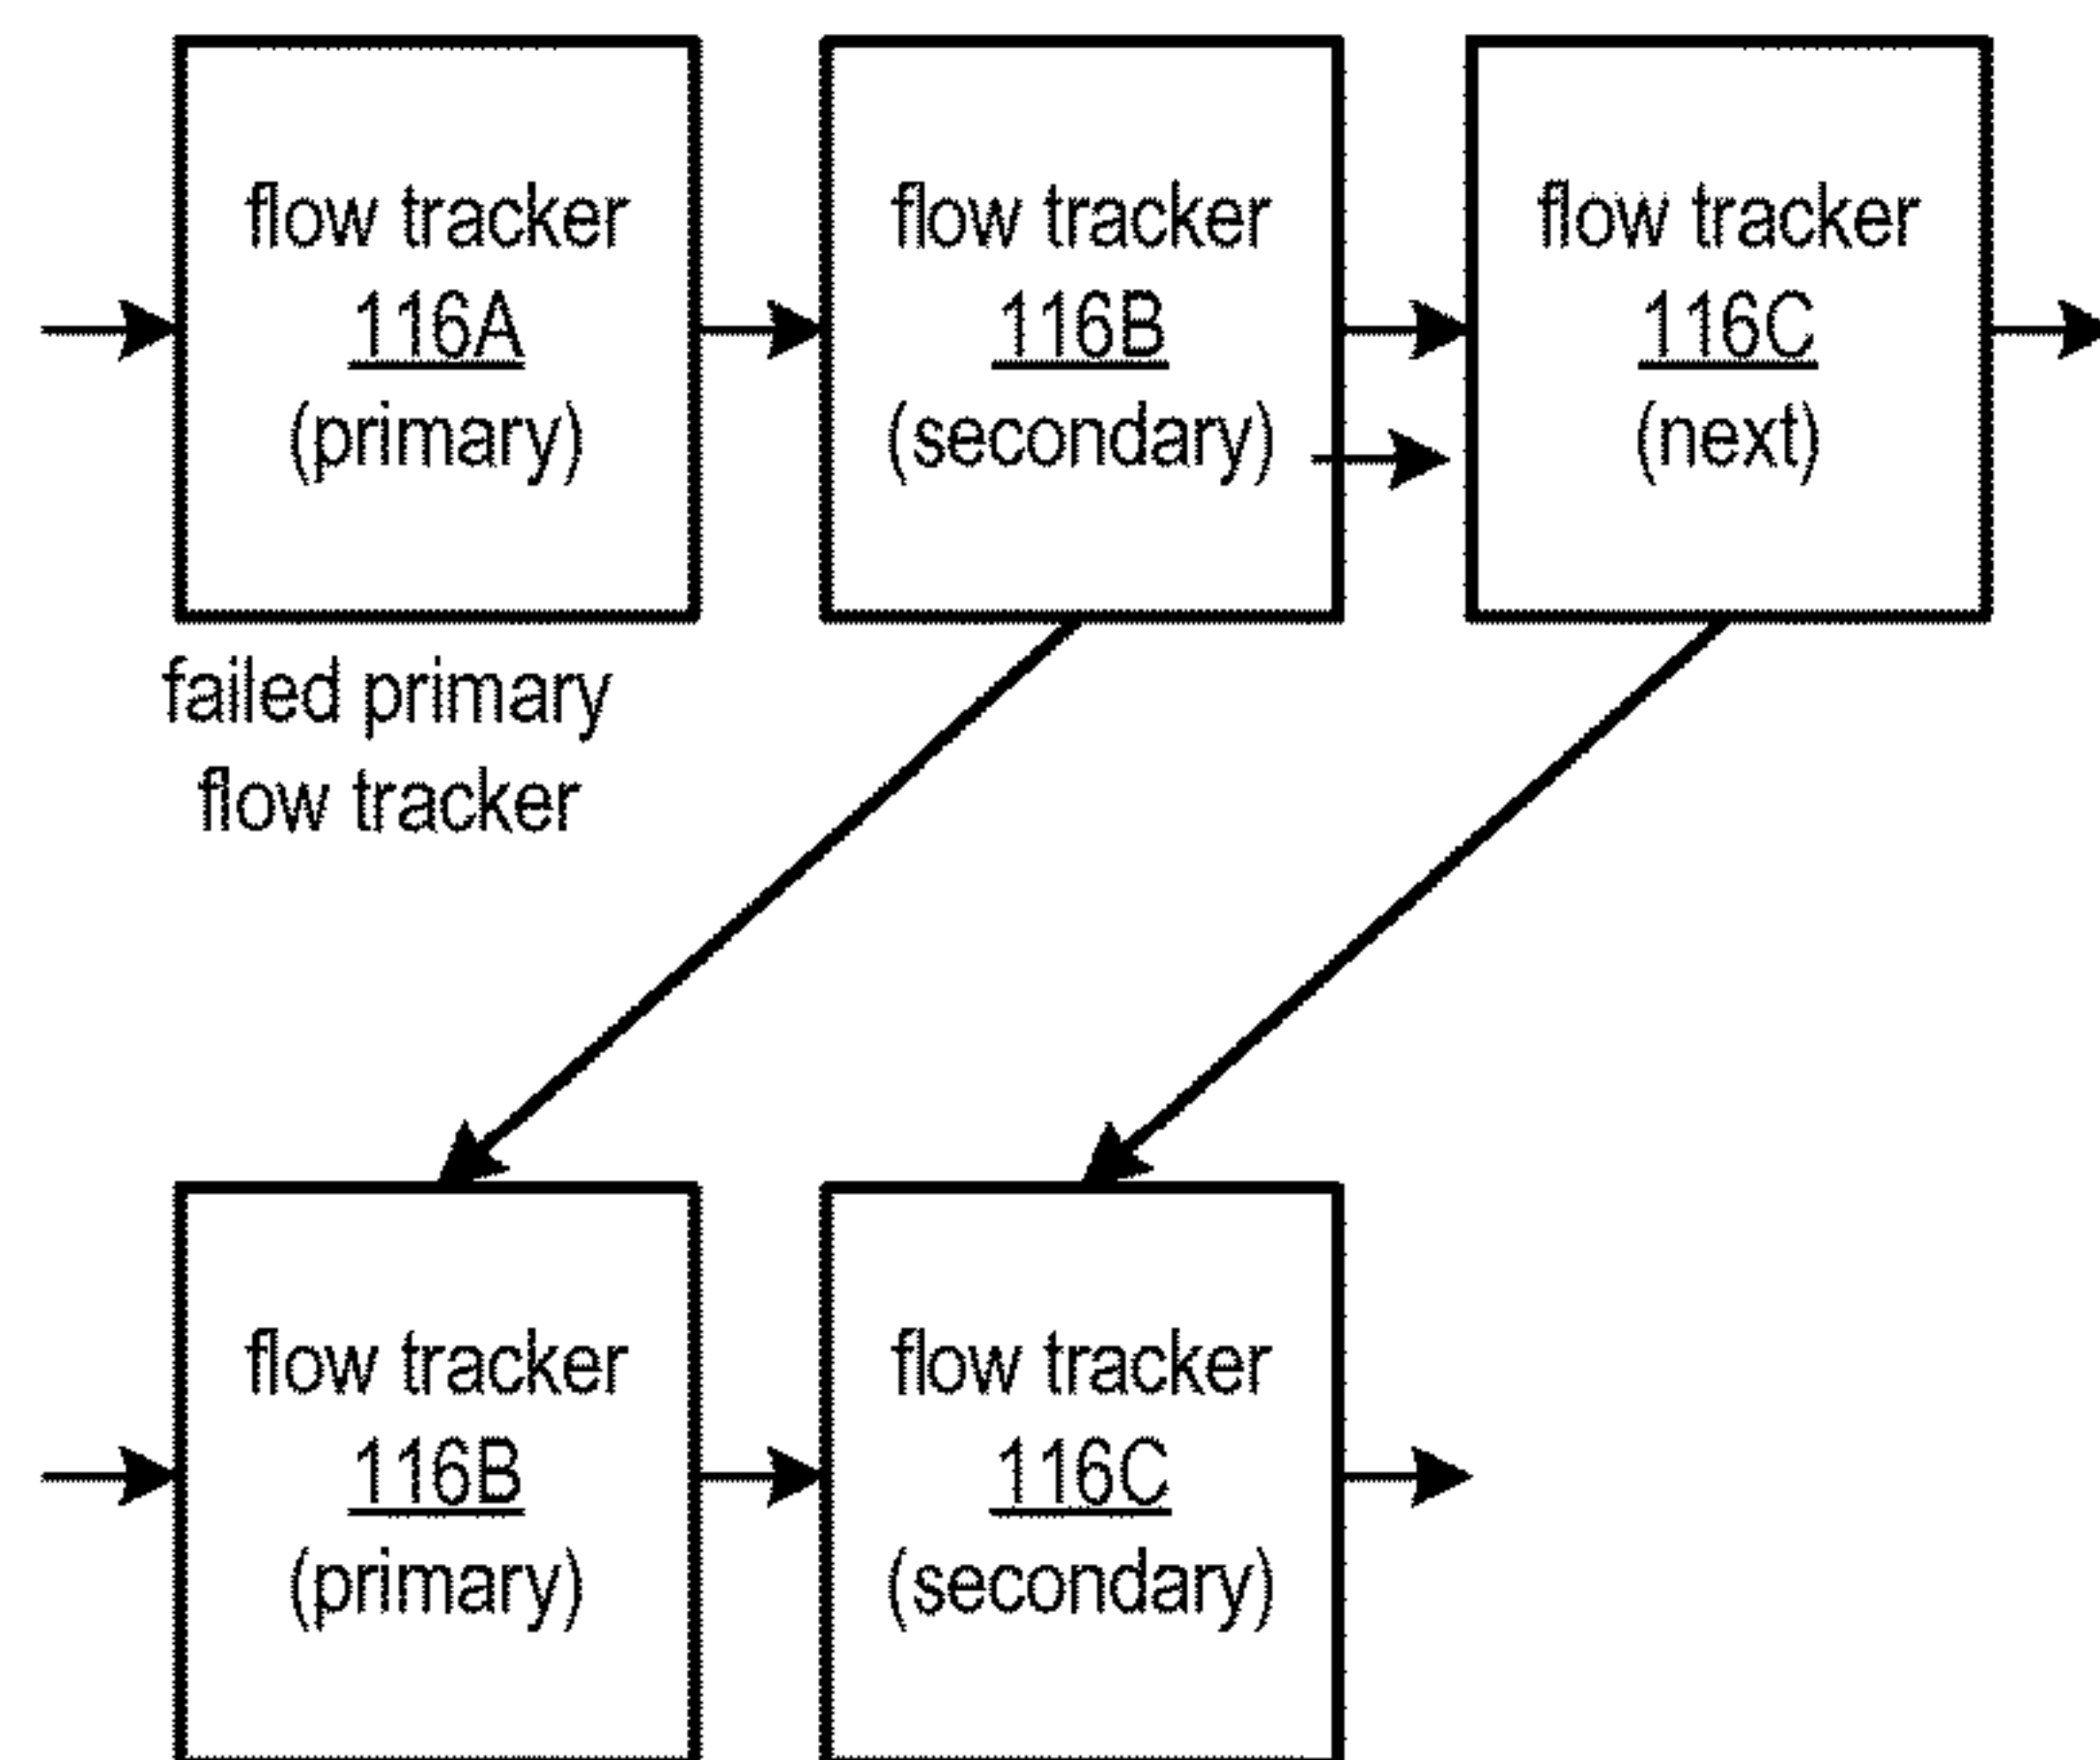 flow tracker
116A
(primary)
flow tracker
116B
(secondary)
flow tracker
116C
(next)
failed primary
flow tracker
flow tracker
116B
(primary)
flow tracker
116C
(secondary)